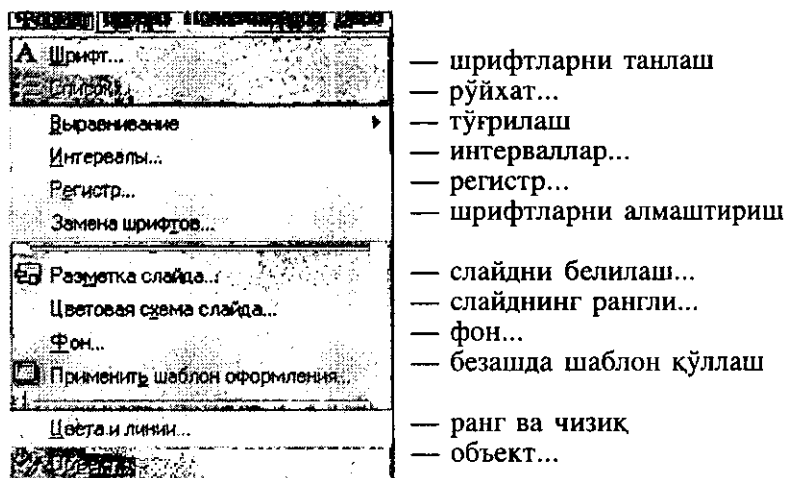 Шрифт... — шрифтларни танлаш
Список... — рўйхат...
Выравнивание — тўғрилаш
Интервалы... — интерваллар...
Регистр... — регистр...
Замена шрифтов... — шрифтларни алмаштириш
Разметка слайда... — слайдни белилаш...
Цветовая схема слайда... — слайднинг рангли...
Фон... — фон...
Применить шаблон оформления... — безашда шаблон қўллаш
Цвета и линии... — ранг ва чизиқ
— объект...